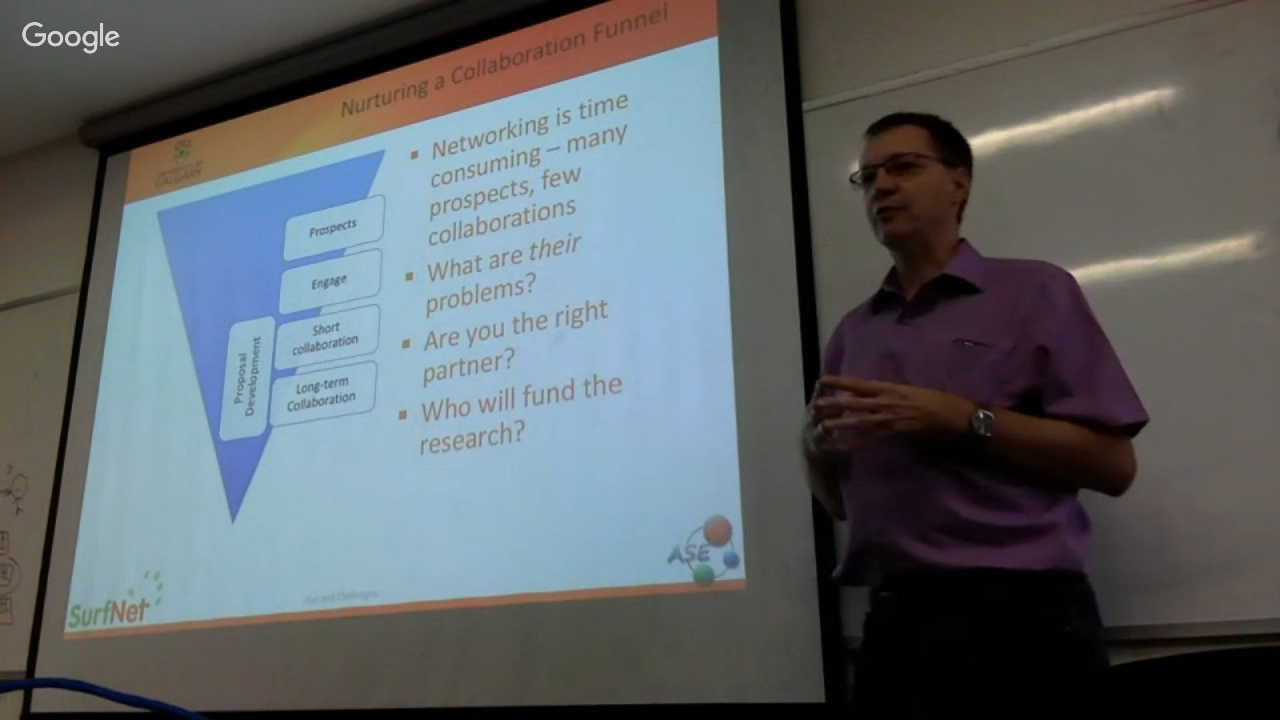 Google
Nurturing a Collaboration Funnel
CALGARY
Prospects
Engage
Short
collaboration
Long-term
Collaboration
Proposal
Development
▪ Networking is time
consuming – many
prospects, few
collaborations
▪ What are their
problems?
▪ Are you the right
partner?
▪ Who will fund the
research?
ASE
SurfNet